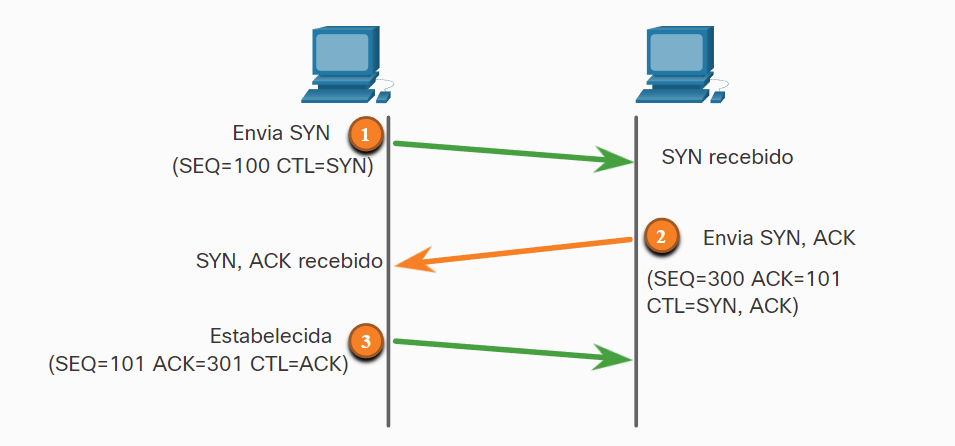 Envia SYN
1
(SEQ=100 CTL=SYN)
SYN recebido
2
Envia SYN, ACK
SYN, ACK recebido
(SEQ=300 ACK=101
CTL=SYN, ACK)
Estabelecida
3
(SEQ=101 ACK=301 CTL=ACK)